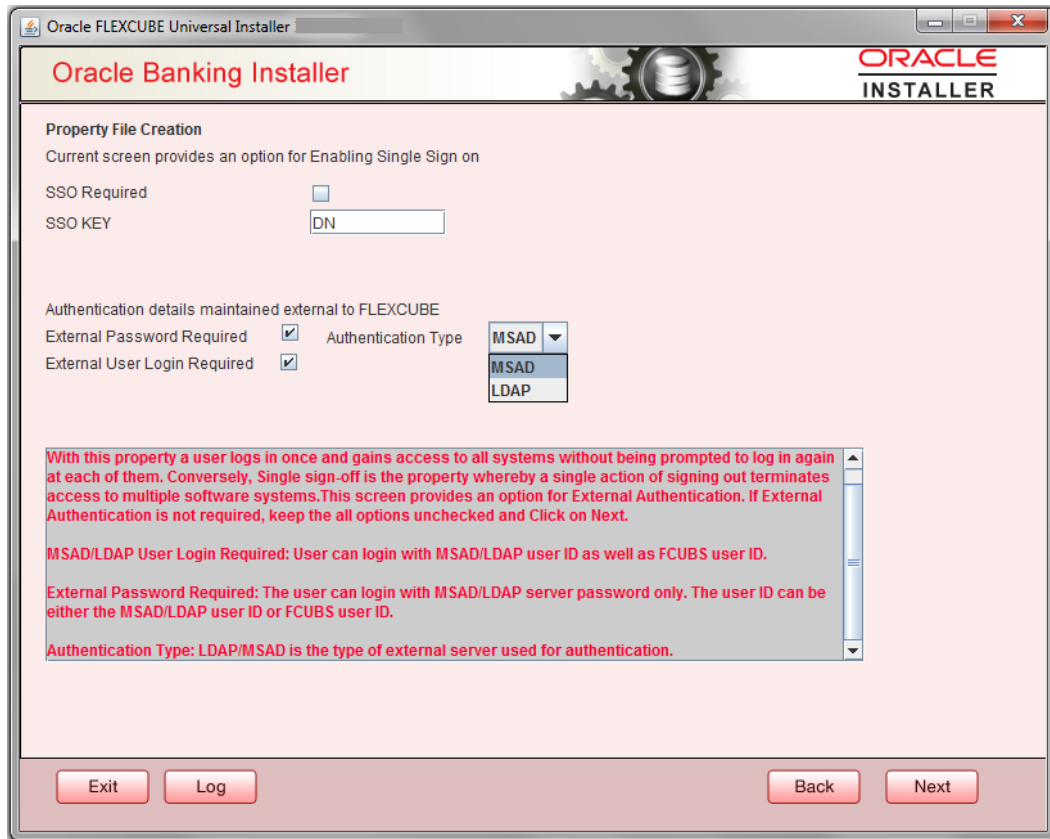 Oracle FLEXCUBE Universal Installer
Oracle Banking Installer
ORACLE
INSTALLER
Property File Creation
Current screen provides an option for Enabling Single Sign on
SSO Required
SSO KEY DN
Authentication details maintained external to FLEXCUBE
External Password Required Authentication Type MSAD
External User Login Required
MSAD
LDAP
With this property a user logs in once and gains access to all systems without being prompted to log in again
at each of them. Conversely, Single sign-off is the property whereby a single action of signing out terminates
access to multiple software systems.This screen provides an option for External Authentication. If External
Authentication is not required, keep the all options unchecked and Click on Next.
MSAD/LDAP User Login Required: User can login with MSAD/LDAP user ID as well as FCUBS user ID.
External Password Required: The user can login with MSAD/LDAP server password only. The user ID can be
either the MSAD/LDAP user ID or FCUBS user ID.
Authentication Type: LDAP/MSAD is the type of external server used for authentication.
Exit Log Back Next